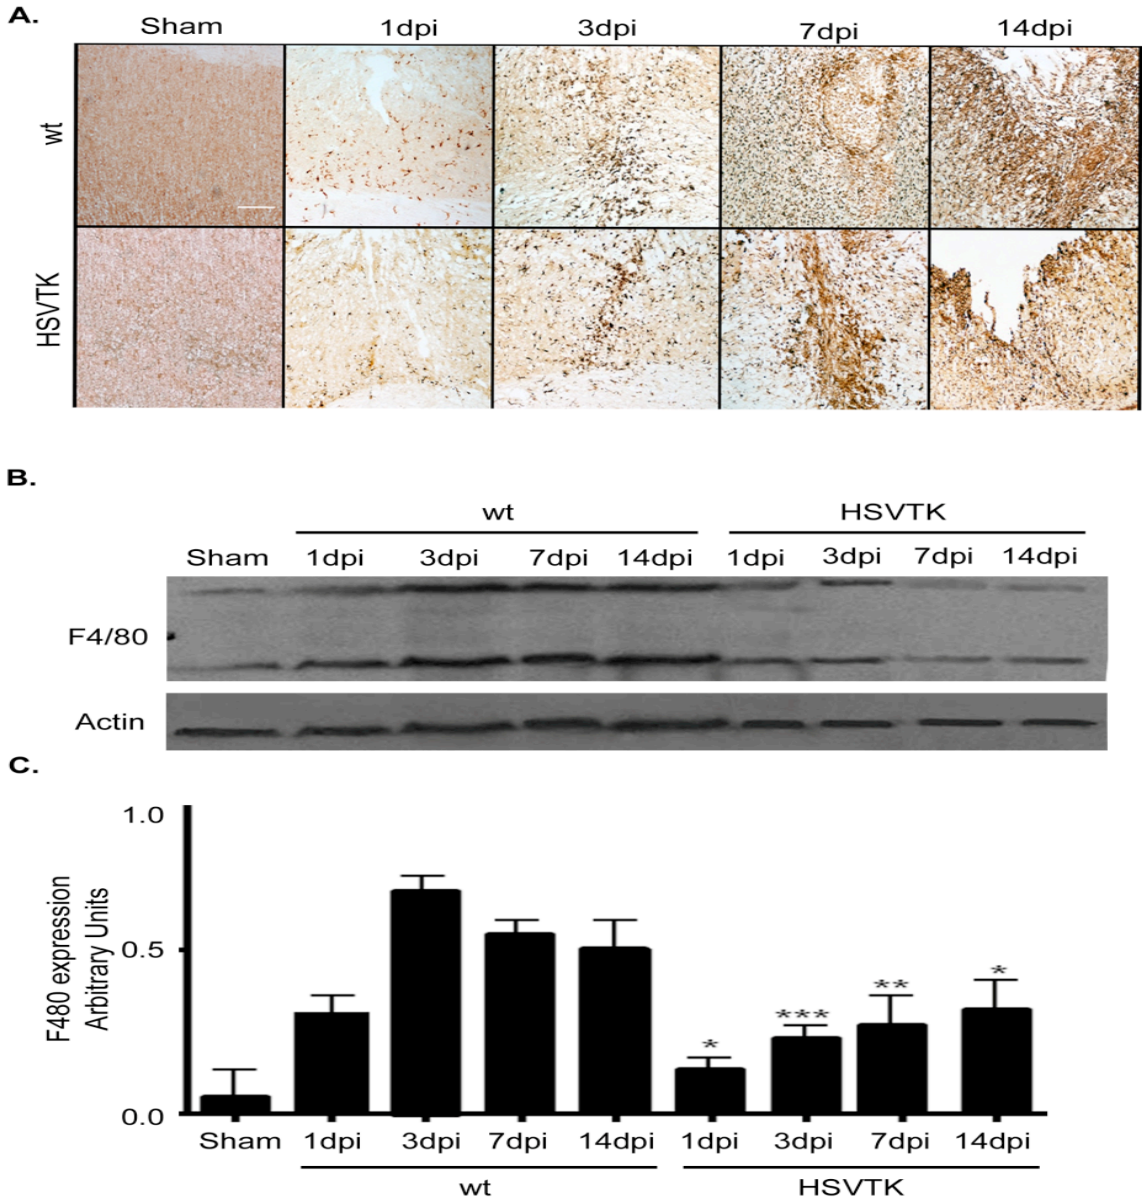 A.
Sham 1dpi 3dpi 7dpi 14dpi
wt
HSVTK
B.
wt HSVTK
Sham 1dpi 3dpi 7dpi 14dpi 1dpi 3dpi 7dpi 14dpi
F4/80
Actin
C.
F480 expression
Arbitrary Units
1.0
0.5
0.0
*
***
**
*
Sham 1dpi 3dpi 7dpi 14dpi 1dpi 3dpi 7dpi 14dpi
wt HSVTK